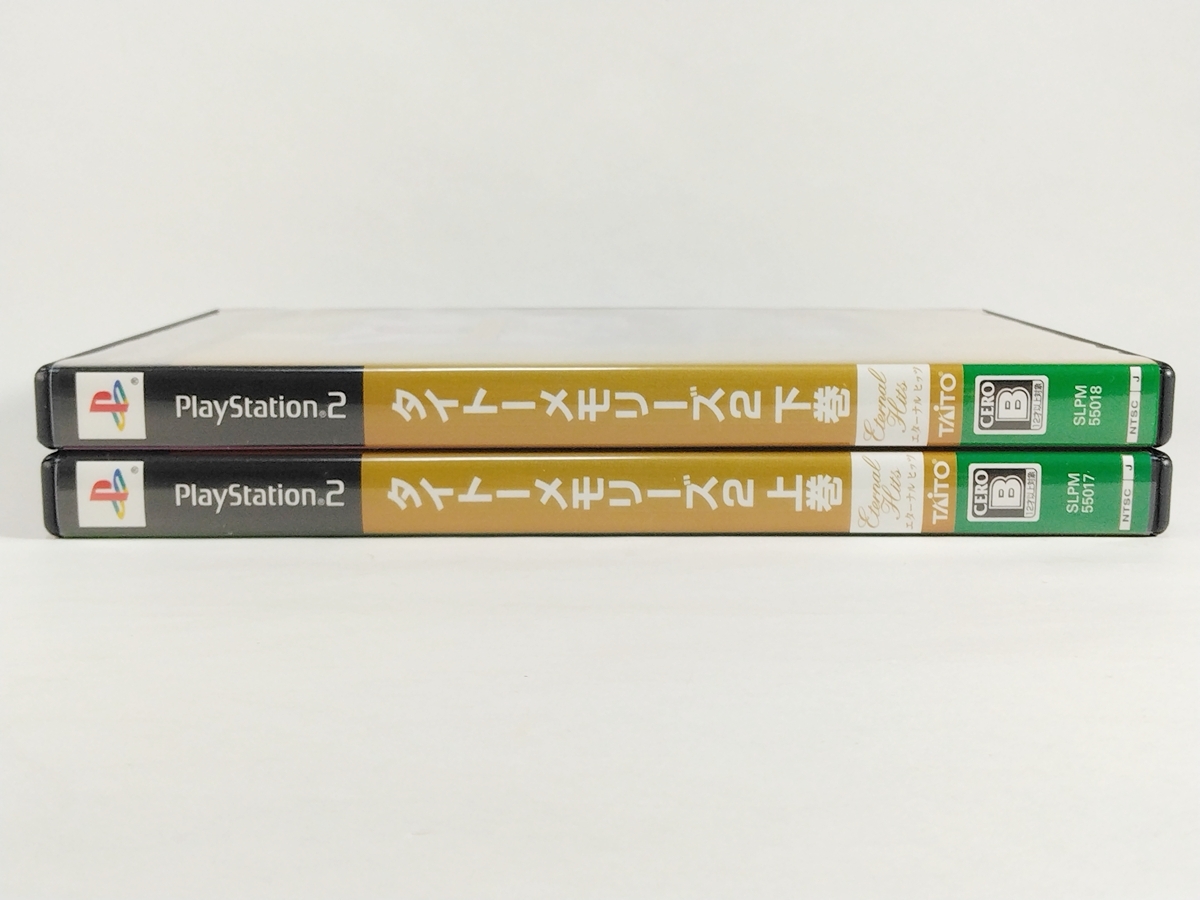 PlayStation®2
タイトーメモリーズ2 下巻
Eternal Hits
エターナル ヒッツ
TAITO®
CERO
B
12才以上対象
SLPM
55018
NTSC J
PlayStation®2
タイトーメモリーズ2 上巻
Eternal Hits
エターナル ヒッツ
TAITO®
CERO
B
12才以上対象
SLPM
55017
NTSC J